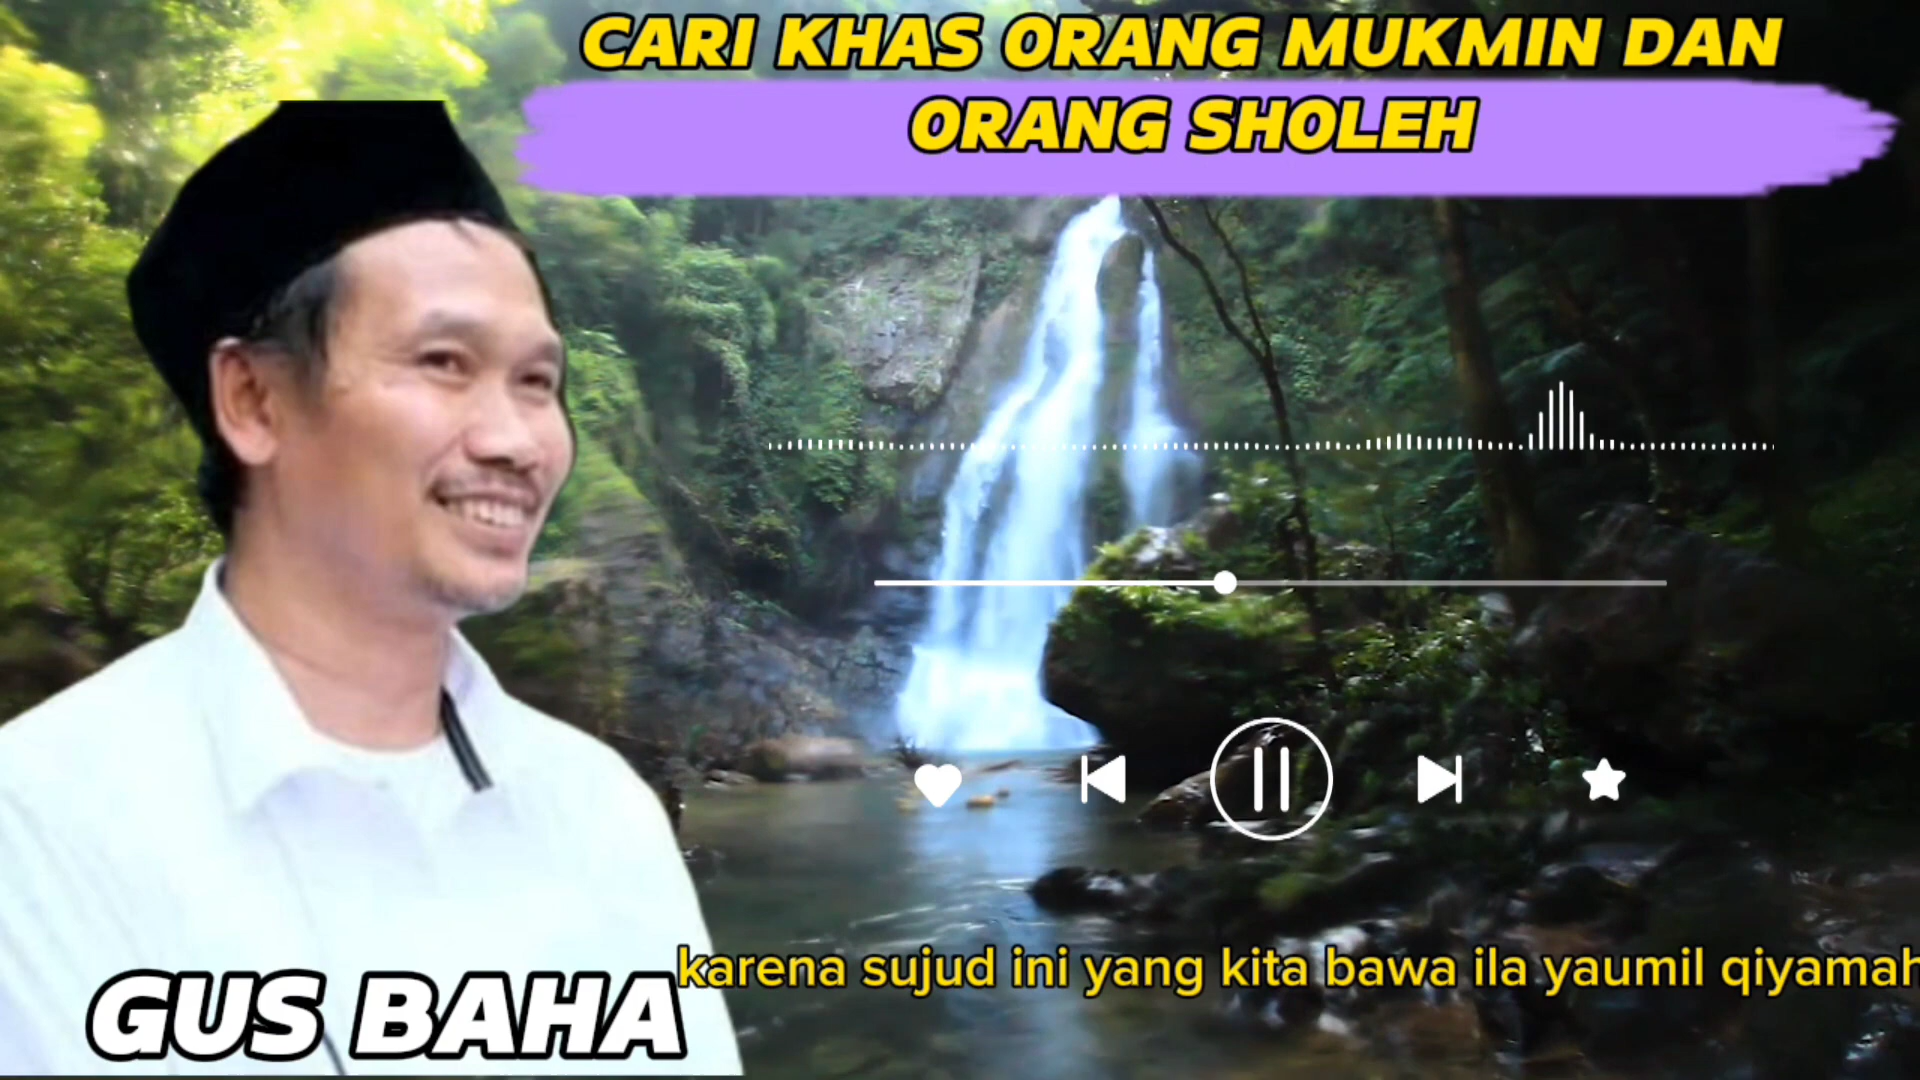 CARI KHAS ORANG MUKMIN DAN
ORANG SHOLEH
karena sujud ini yang kita bawa ila yaumil qiyamah
GUS BAHA